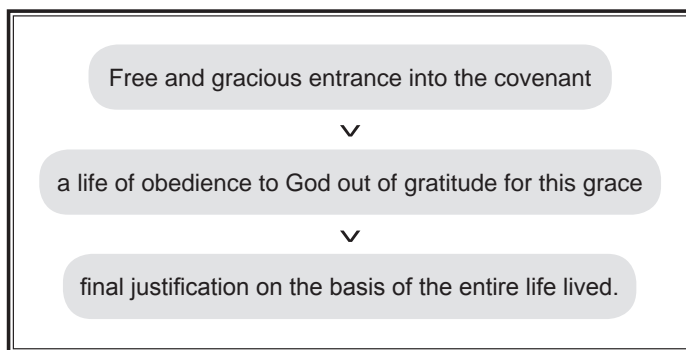 Free and gracious entrance into the covenant
a life of obedience to God out of gratitude for this grace
final justification on the basis of the entire life lived.